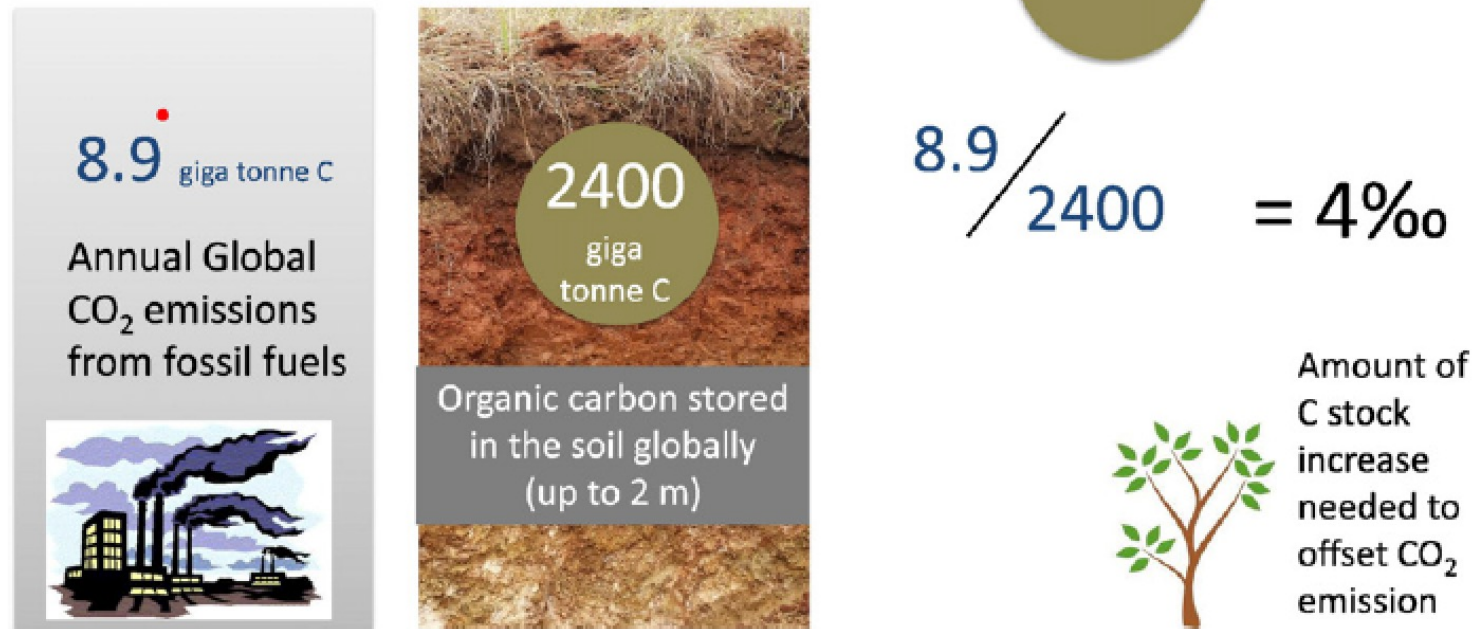 8.9 giga tonne C
Annual Global
CO₂ emissions
from fossil fuels
2400
giga
tonne C
Organic carbon stored
in the soil globally
(up to 2 m)
8.9/2400 = 4‰
Amount of
C stock
increase
needed to
offset CO₂
emission